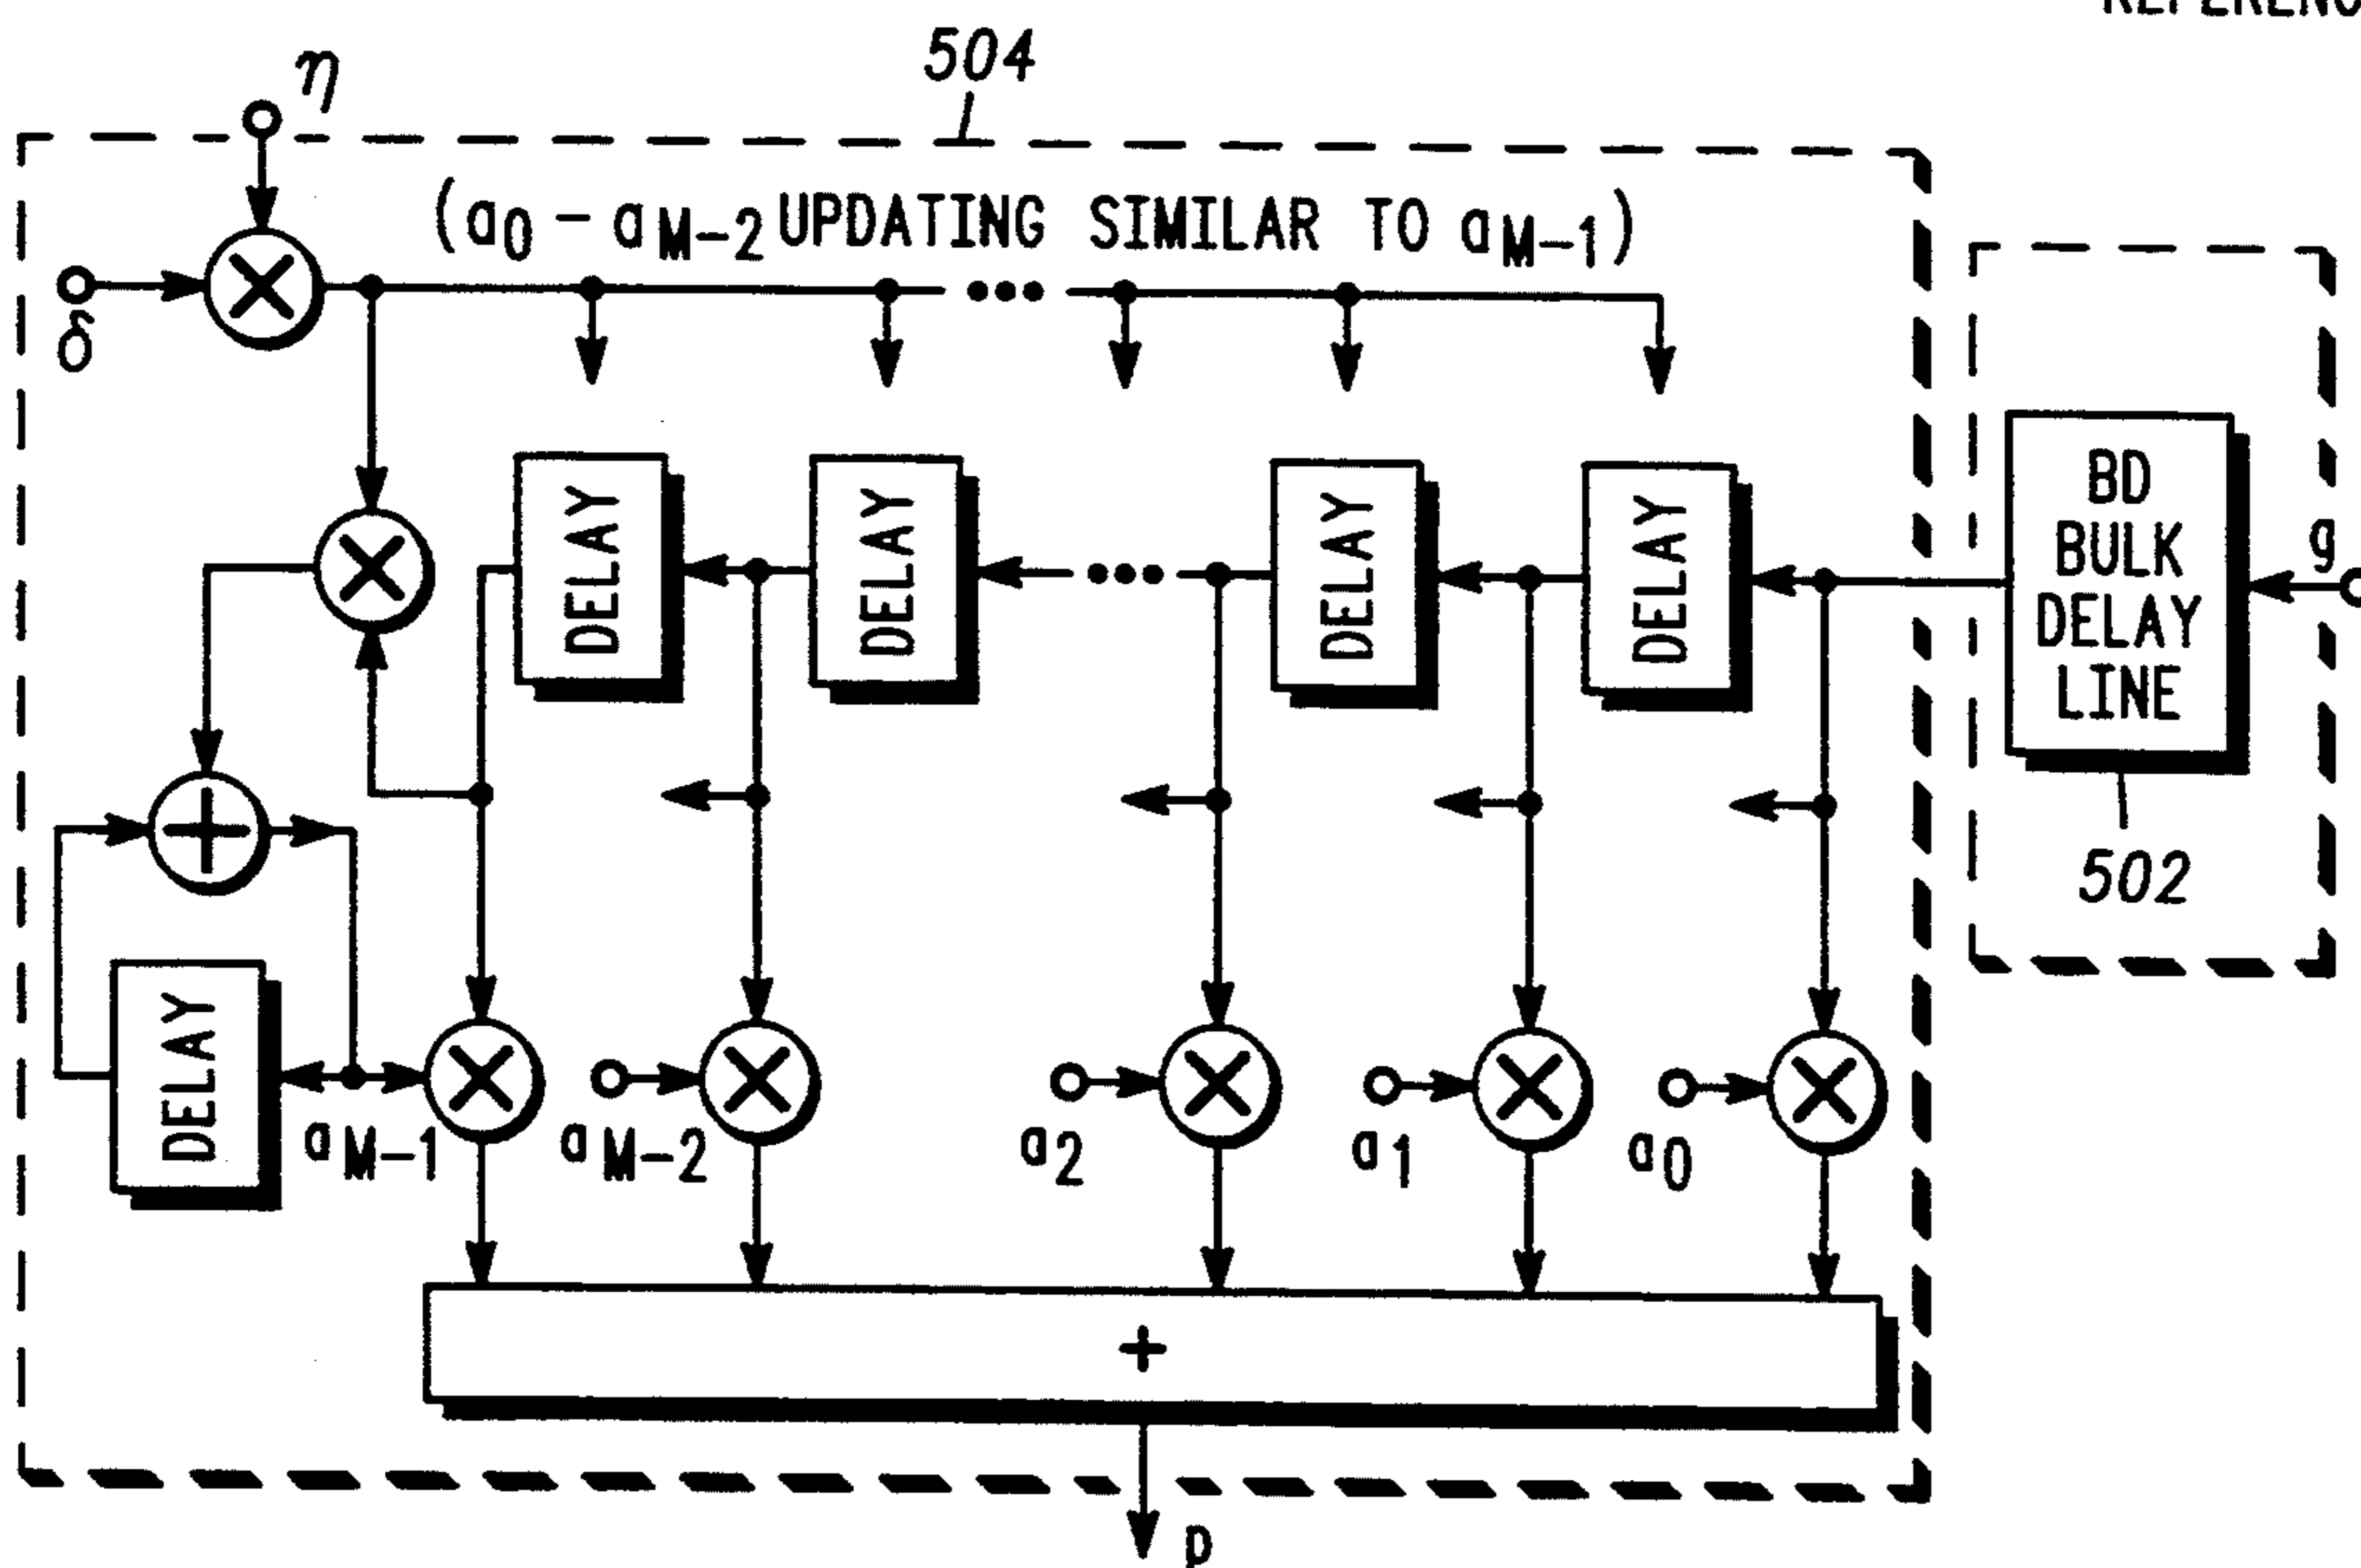 504
η
(a0 – aM–2 UPDATING SIMILAR TO aM–1)
δ
DELAY
DELAY
DELAY
DELAY
BD
BULK
DELAY
LINE
g
502
DELAY
aM–1
aM–2
a2
a1
a0
p